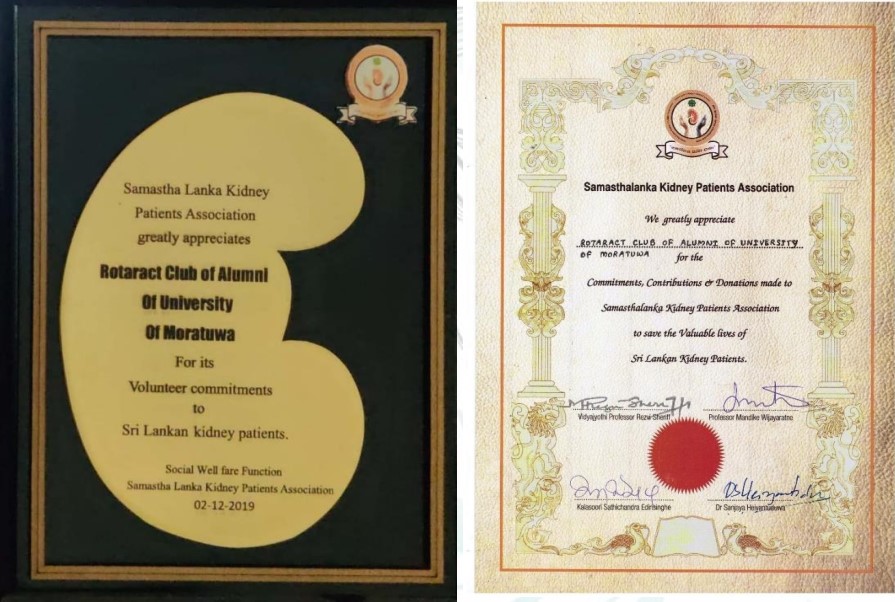 Samastha Lanka Kidney
Patients Association
greatly appreciates
Rotaract Club of Alumni
Of University
Of Moratuwa
For its
Volunteer commitments
to
Sri Lankan kidney patients.
Social Well fare Function
Samastha Lanka Kidney Patients Association
02-12-2019
Samasthalanka Kidney Patients Association
We greatly appreciate
ROTARACT CLUB OF ALUMNI OF UNIVERSITY
OF MORATUWA for the
Commitments, Contributions & Donations made to
Samasthalanka Kidney Patients Association
to save the Valuable lives of
Sri Lankan Kidney Patients.
Vidyajyothi Professor Rezvi Sheriff
Professor Mandike Wijayaratne
Kalasoori Sathichandra Edirisinghe
Dr Sanjaya Heiyantuduwa